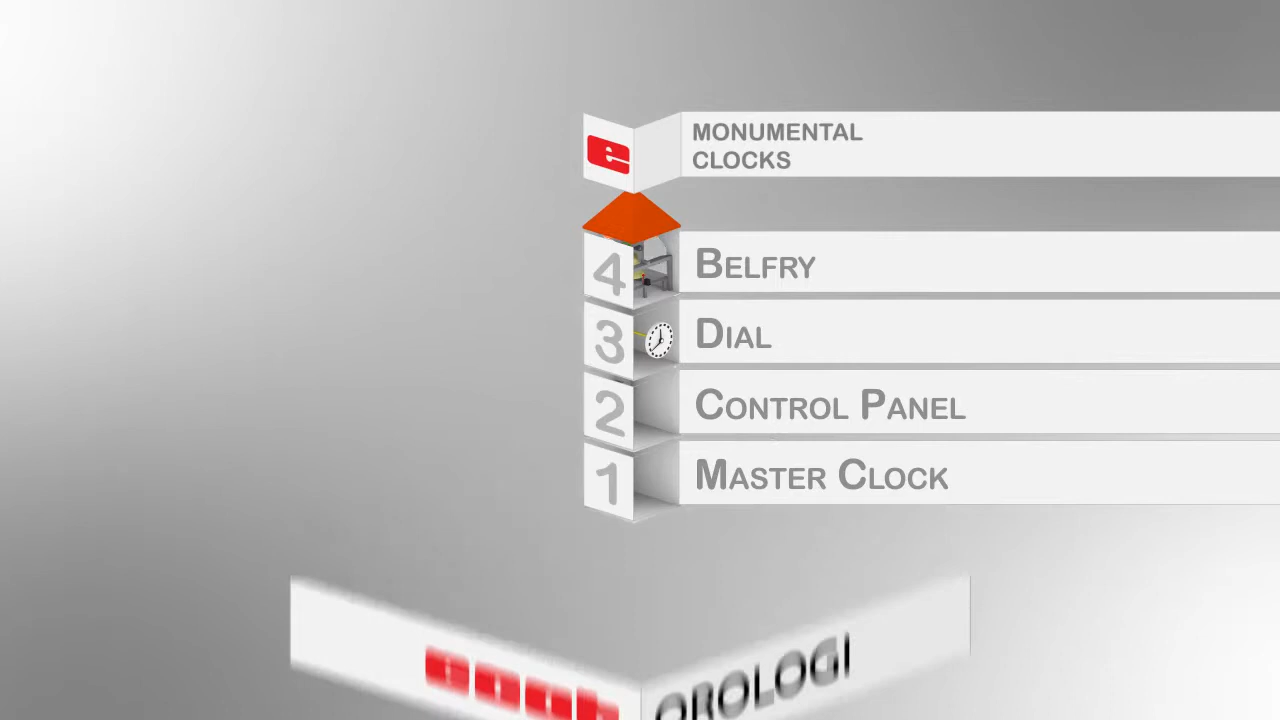 e MONUMENTAL
CLOCKS
4 BELFRY
3 DIAL
2 CONTROL PANEL
1 MASTER CLOCK
OROLOGI